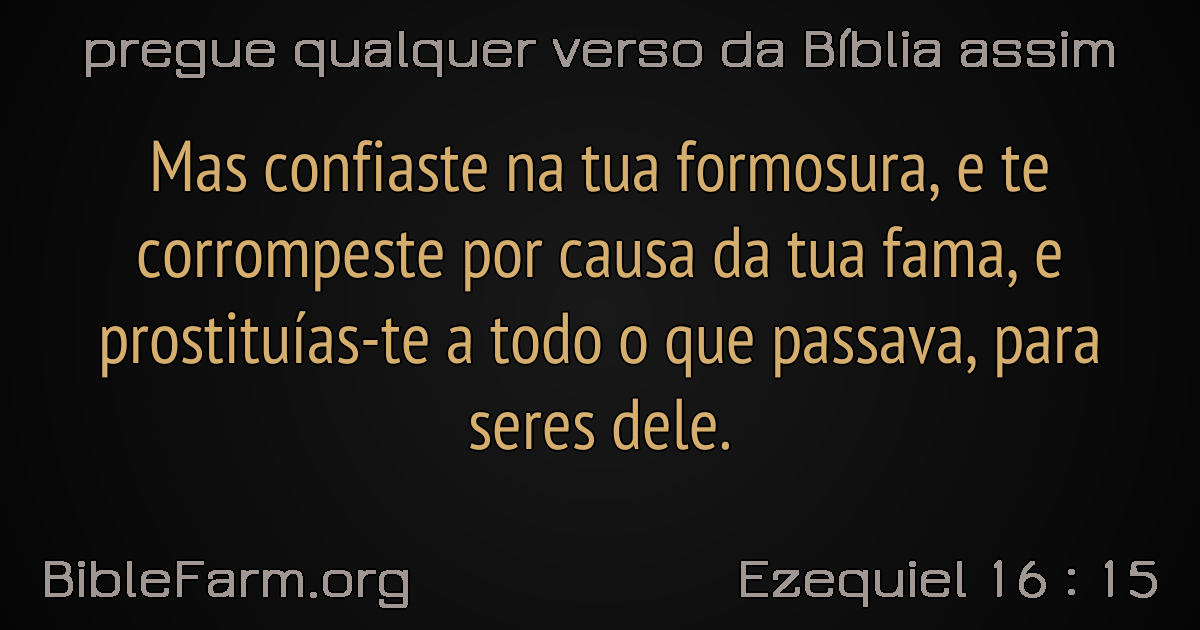 pregue qualquer verso da Bíblia assim
Mas confiaste na tua formosura, e te
corrompeste por causa da tua fama, e
prostituías-te a todo o que passava, para
seres dele.
BibleFarm.org
Ezequiel 16 : 15